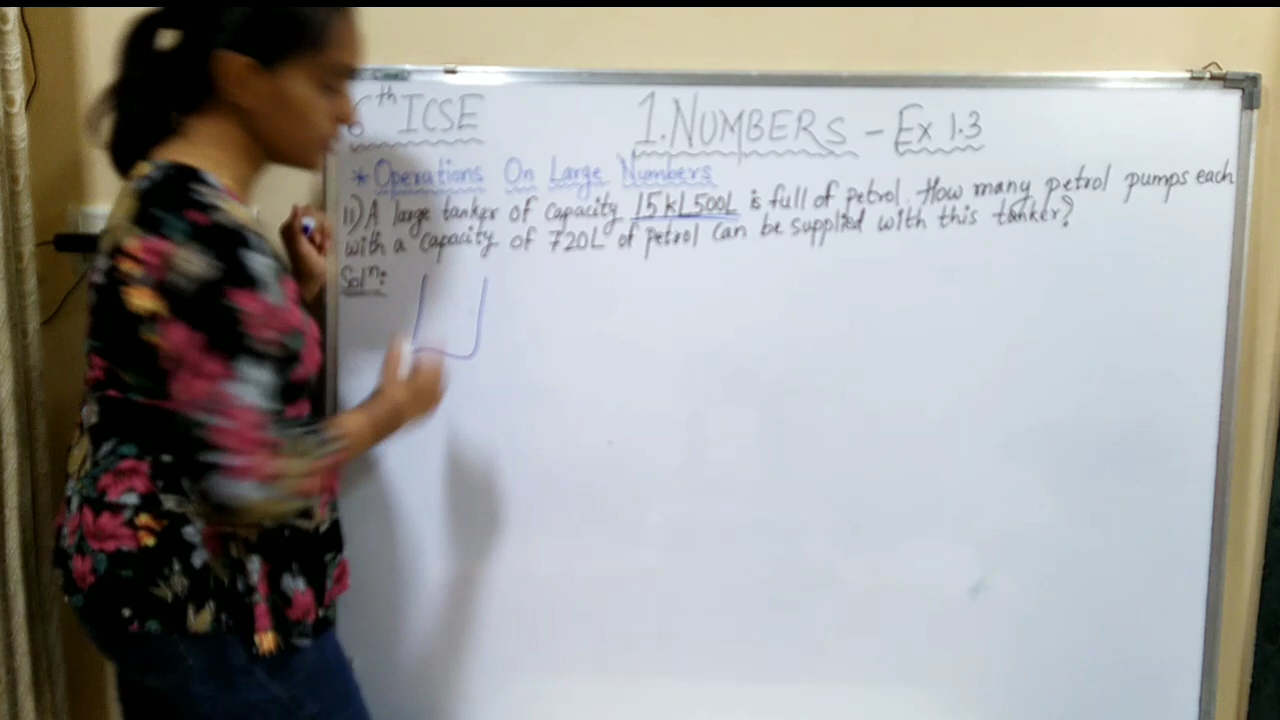 6th ICSE
1. NUMBERS - Ex 1.3
* Operations On Large Numbers
11) A large tanker of capacity 15kL500L is full of petrol. How many petrol pumps each
with a capacity of 720L of petrol can be supplied with this tanker?
Solⁿ: